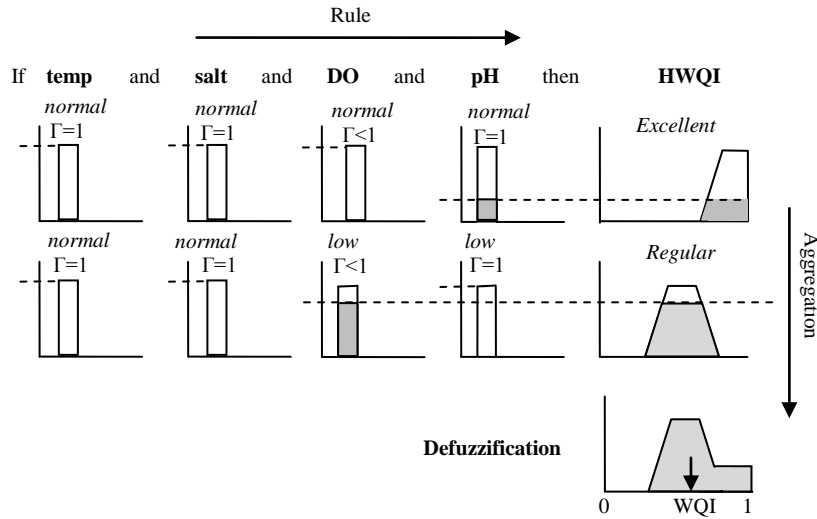 Rule
If temp and salt and DO and pH then HWQI
normal normal normal normal Excellent
Γ=1 Γ=1 Γ<1 Γ=1
normal normal low low Regular
Γ=1 Γ=1 Γ<1 Γ=1
Aggregation
Defuzzification
0 WQI 1